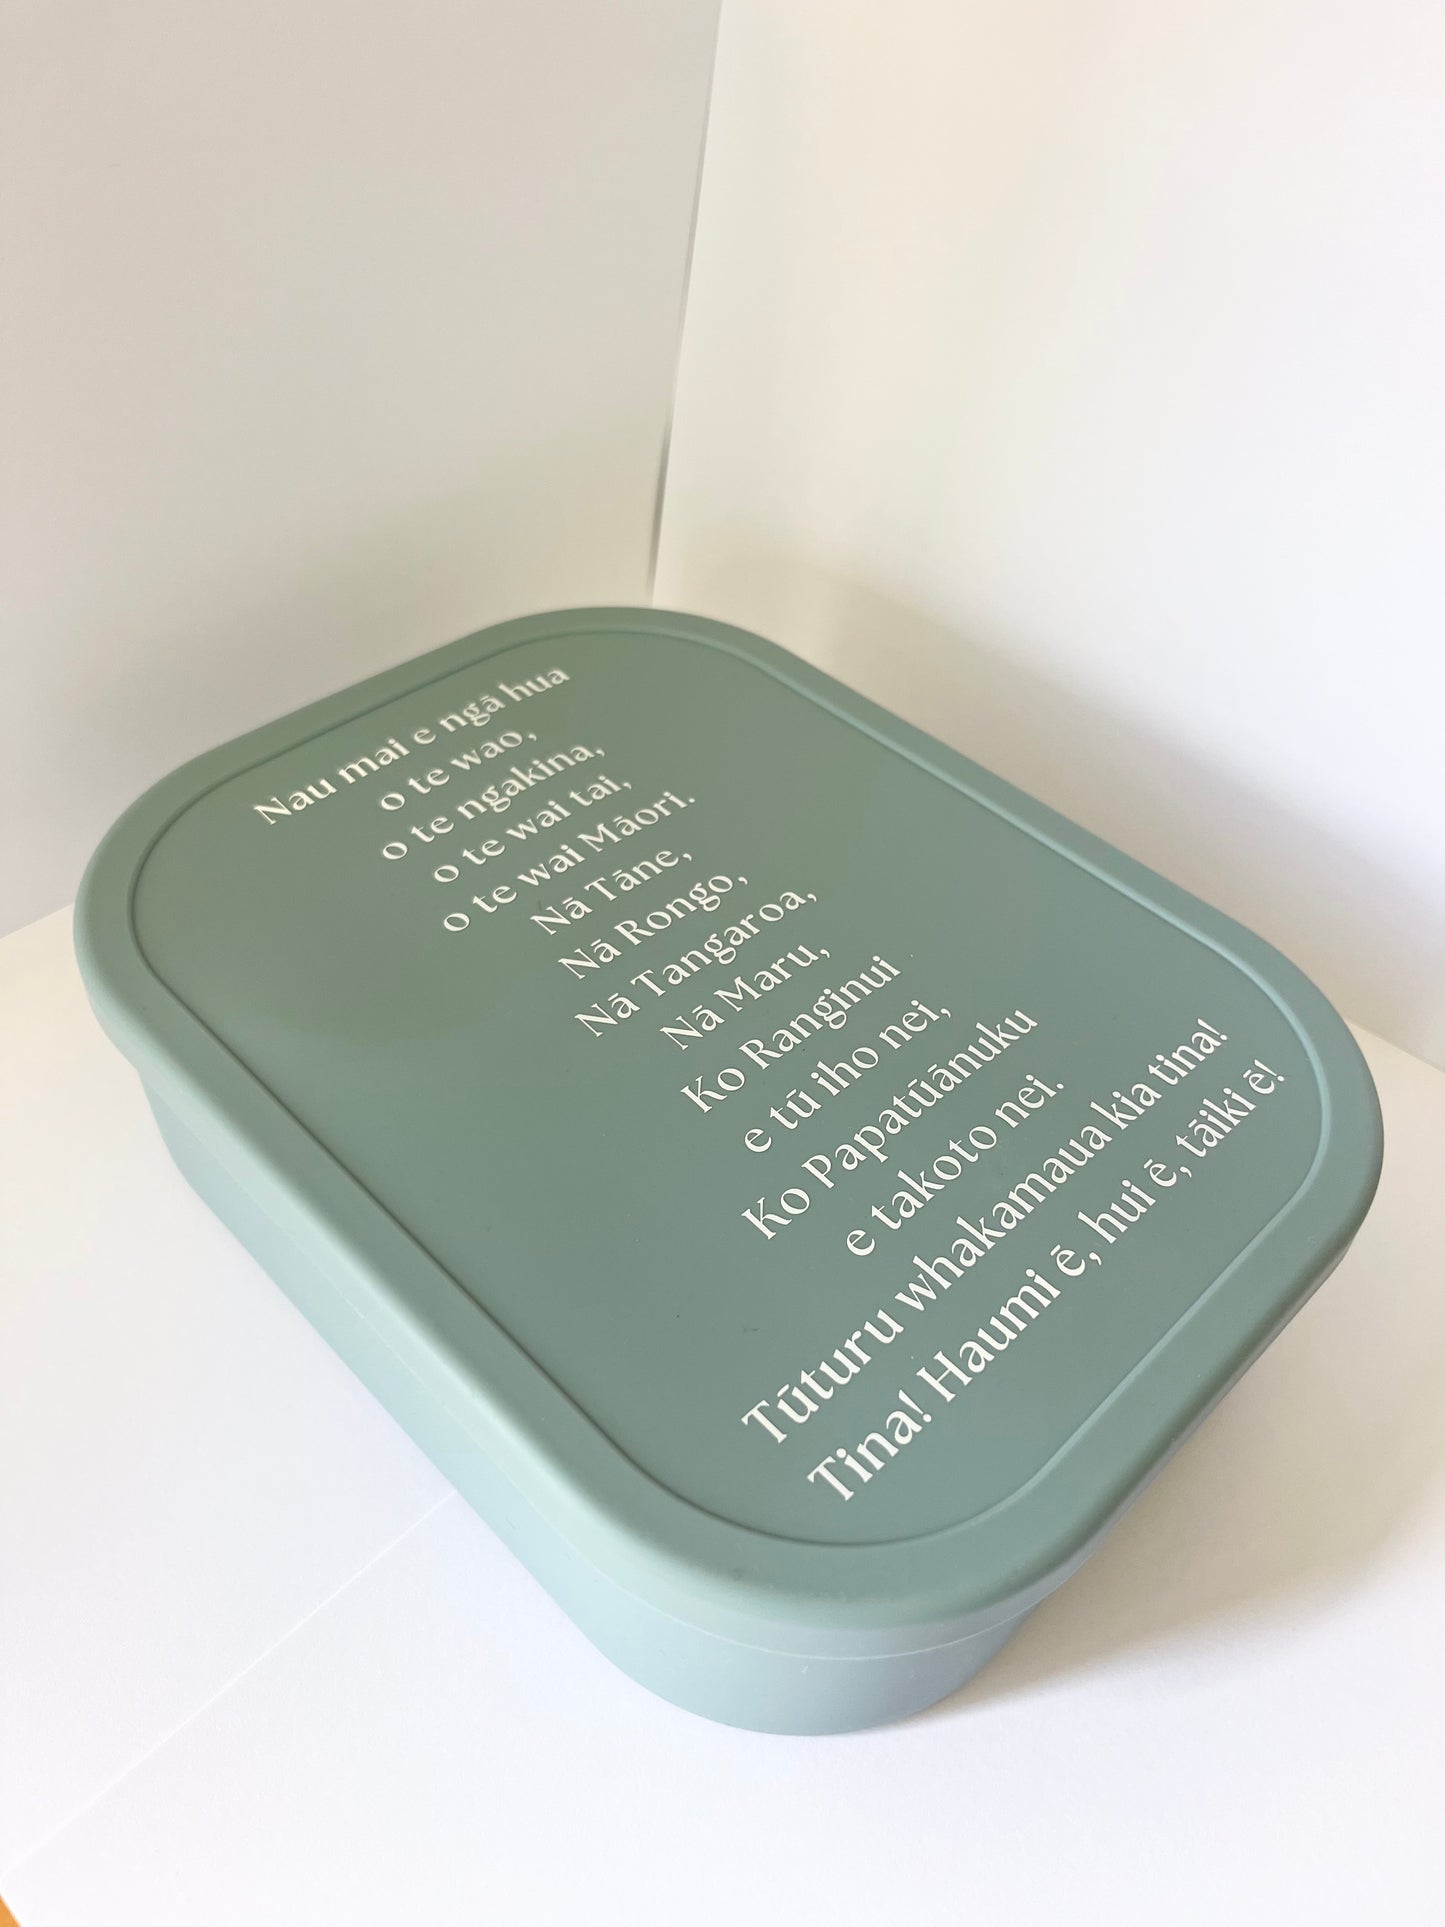 Nau mai e ngā hua
o te wao,
o te ngakina,
o te wai tai,
o te wai Māori.
Nā Tāne,
Nā Rongo,
Nā Tangaroa,
Nā Maru,
Ko Ranginui
e tū iho nei,
Ko Papatūānuku
e takoto nei.
Tūturu whakamaua kia tina!
Tina! Haumi ē, hui ē, tāiki ē!